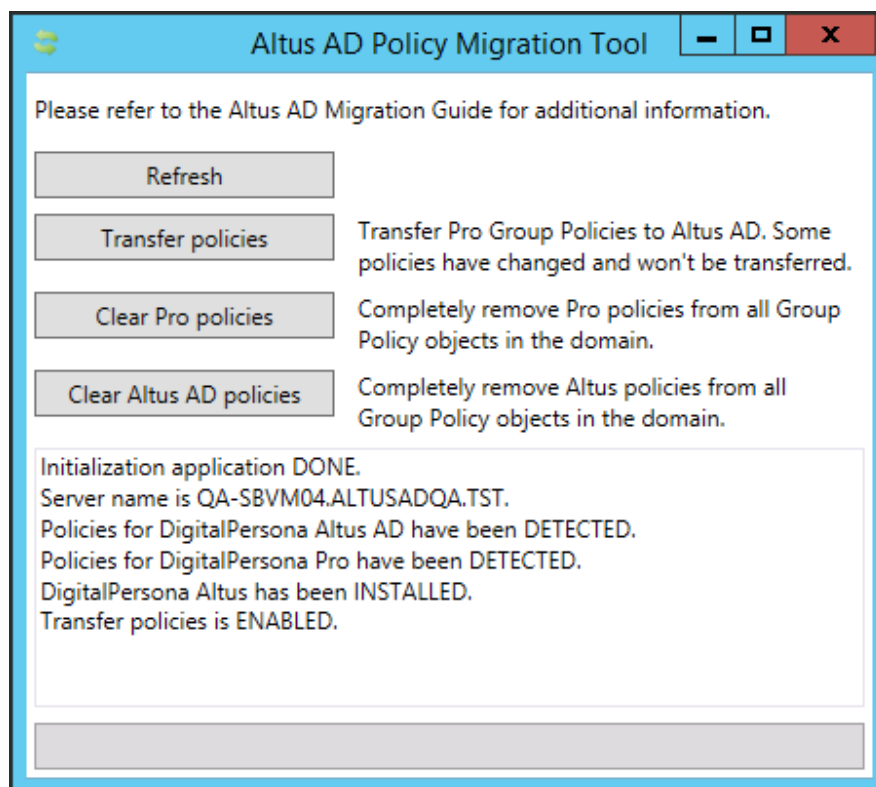 Altus AD Policy Migration Tool
Please refer to the Altus AD Migration Guide for additional information.
Refresh
Transfer policies
Transfer Pro Group Policies to Altus AD. Some
policies have changed and won't be transferred.
Clear Pro policies
Completely remove Pro policies from all Group
Policy objects in the domain.
Clear Altus AD policies
Completely remove Altus policies from all
Group Policy objects in the domain.
Initialization application DONE.
Server name is QA-SBVM04.ALTUSADQA.TST.
Policies for DigitalPersona Altus AD have been DETECTED.
Policies for DigitalPersona Pro have been DETECTED.
DigitalPersona Altus has been INSTALLED.
Transfer policies is ENABLED.